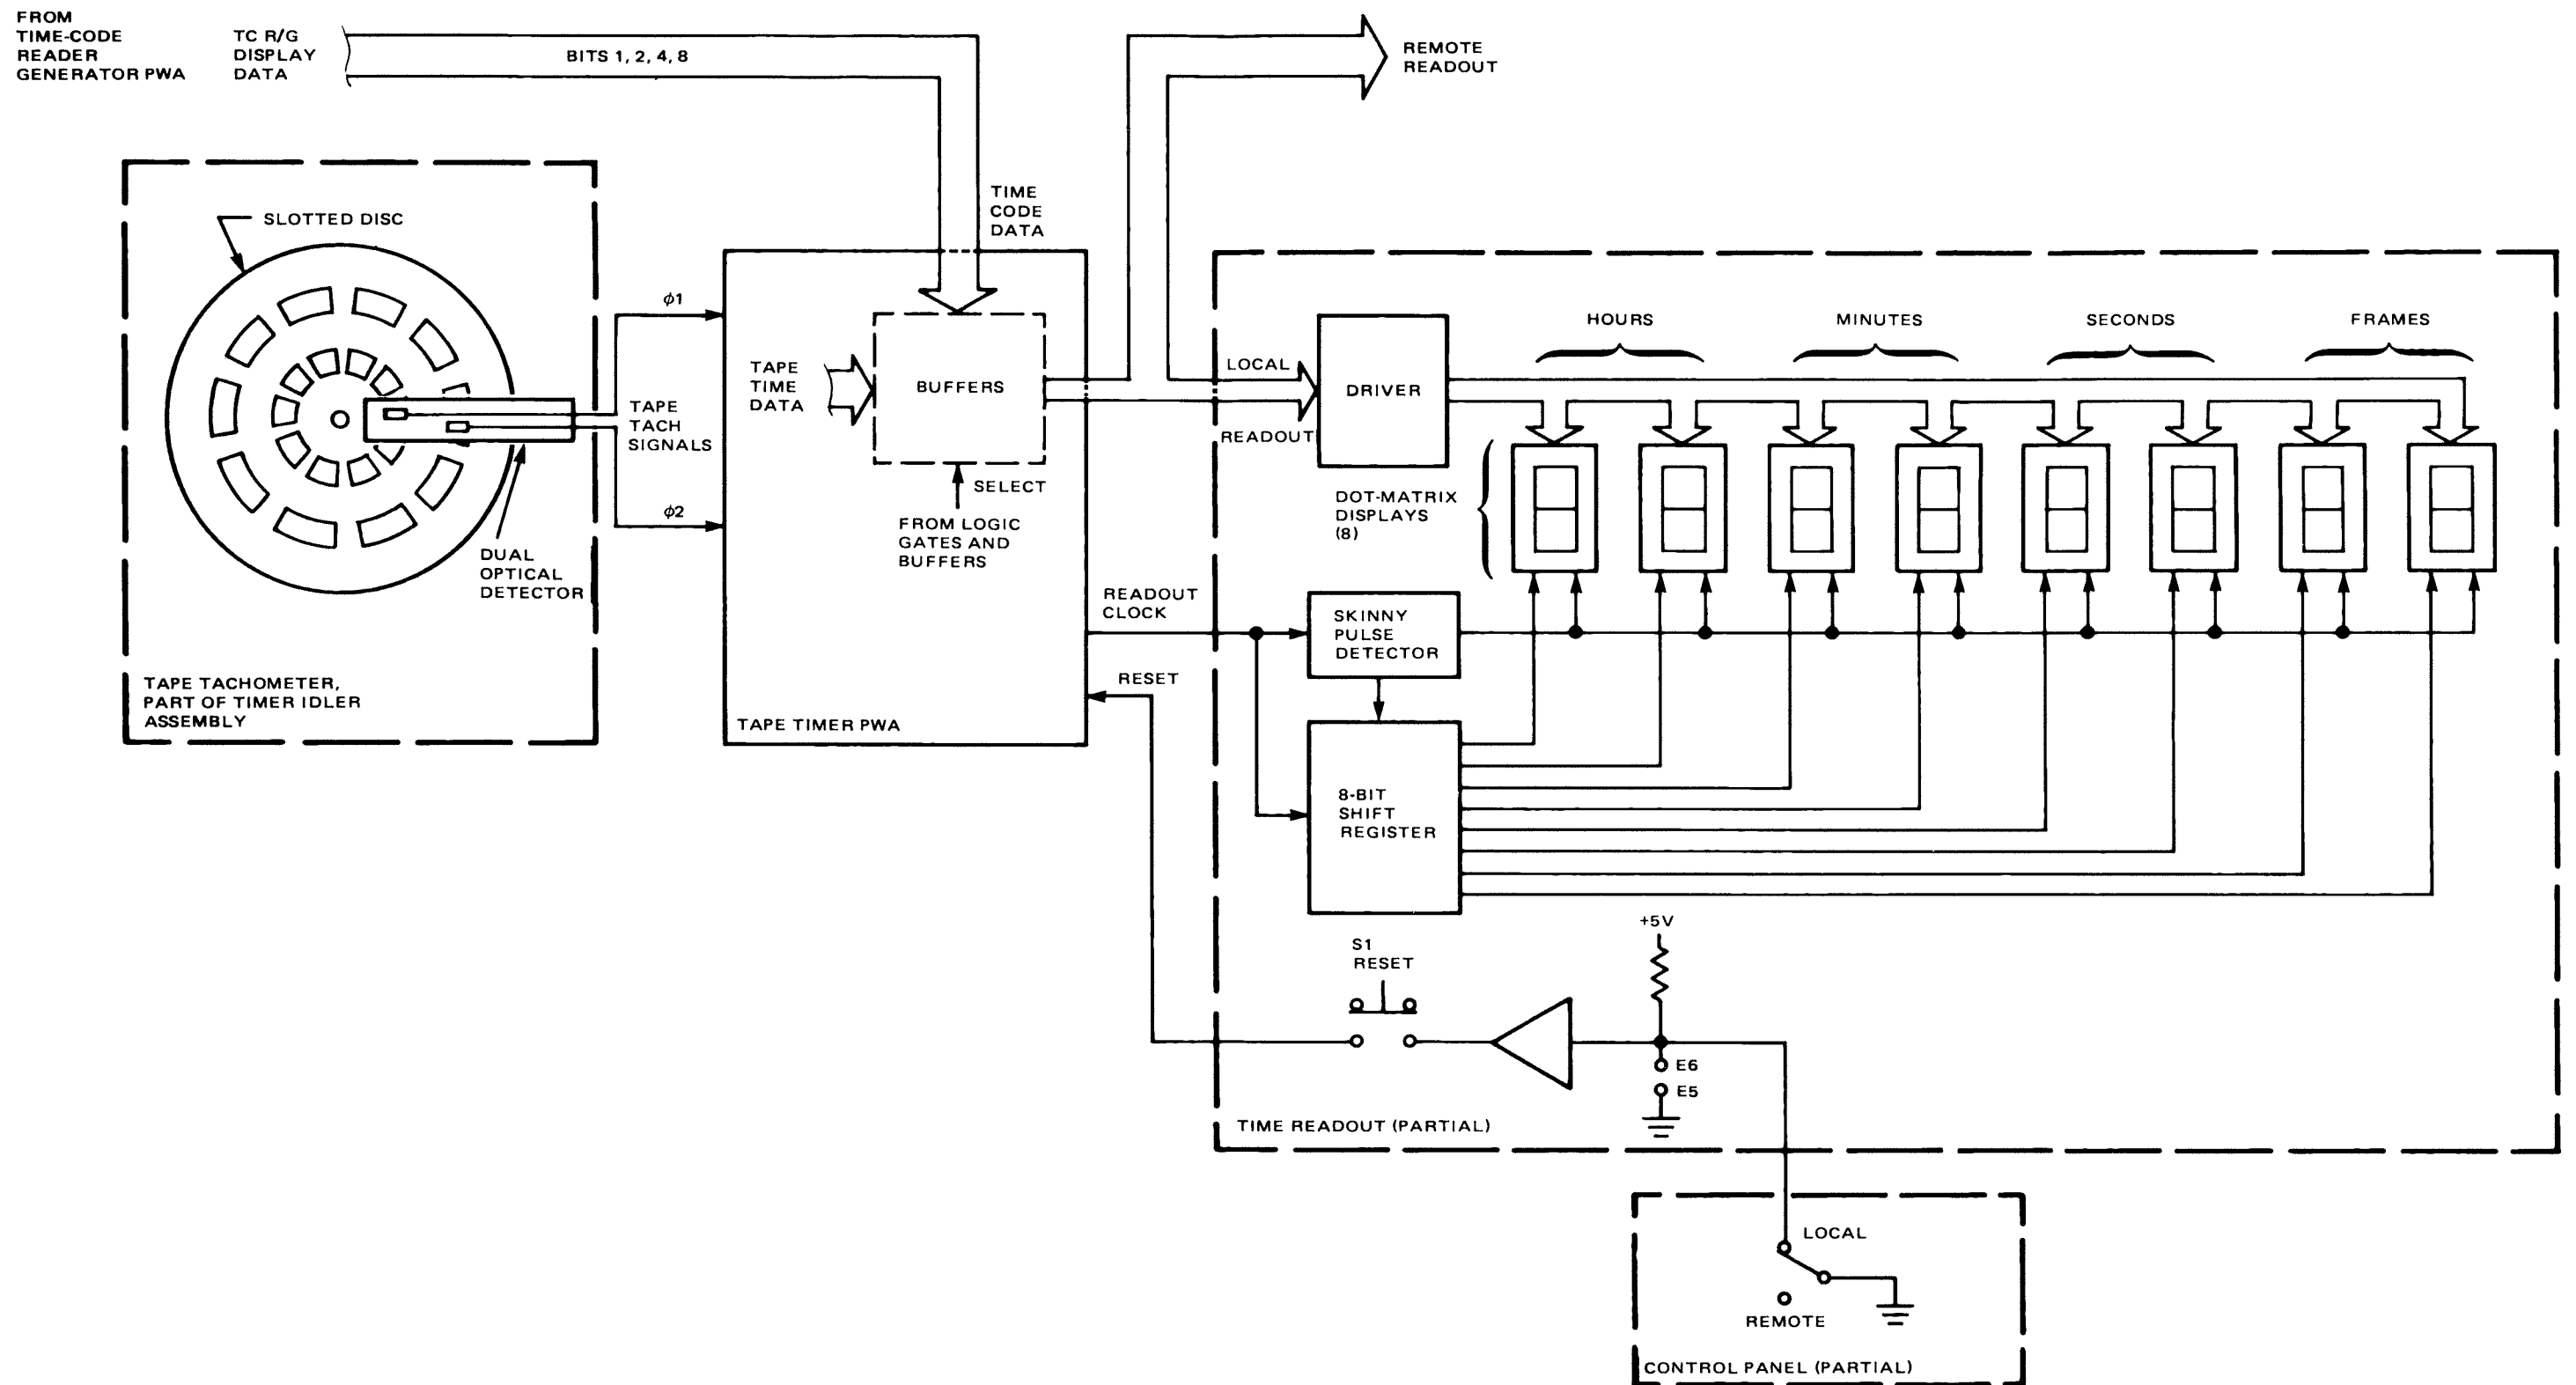 FROM
TIME-CODE
READER
GENERATOR PWA
TC R/G
DISPLAY
DATA
BITS 1, 2, 4, 8
REMOTE
READOUT
TIME
CODE
DATA
SLOTTED DISC
ϕ1
TAPE
TACH
SIGNALS
ϕ2
DUAL
OPTICAL
DETECTOR
TAPE TACHOMETER,
PART OF TIMER IDLER
ASSEMBLY
TAPE
TIME
DATA
BUFFERS
SELECT
FROM LOGIC
GATES AND
BUFFERS
TAPE TIMER PWA
READOUT
CLOCK
RESET
LOCAL
READOUT
DRIVER
HOURS
MINUTES
SECONDS
FRAMES
DOT-MATRIX
DISPLAYS
(8)
SKINNY
PULSE
DETECTOR
8-BIT
SHIFT
REGISTER
+5V
S1
RESET
E6
E5
TIME READOUT (PARTIAL)
LOCAL
REMOTE
CONTROL PANEL (PARTIAL)